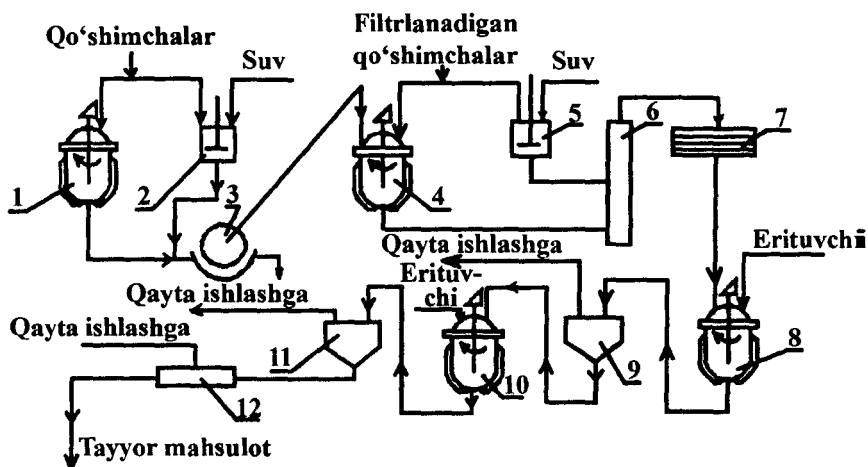 Qo‘shimchalar
Suv
Filtrlanadigan
qo‘shimchalar
Suv
1
2
3
4
5
6
7
Qayta ishlashga
Qayta ishlashga
Erituv-
chi
Erituvchi
Qayta ishlashga
8
9
10
11
12
Tayyor mahsulot